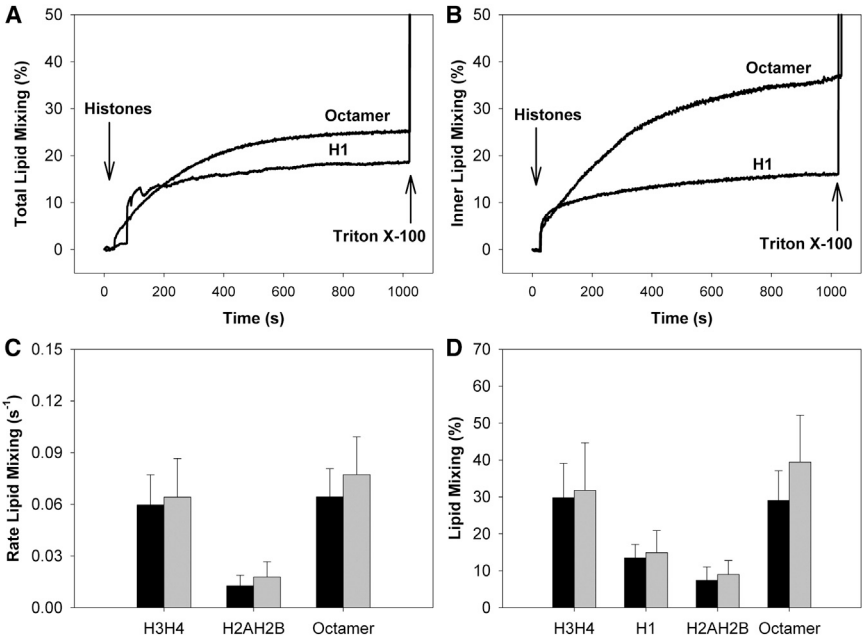 A
Total Lipid Mixing (%)
50
40
30
20
10
0
Histones
Octamer
H1
Triton X-100
0 200 400 600 800 1000
Time (s)
B
Inner Lipid Mixing (%)
50
40
30
20
10
0
Histones
Octamer
H1
Triton X-100
0 200 400 600 800 1000
Time (s)
C
Rate Lipid Mixing (s-1)
0.15
0.12
0.09
0.06
0.03
0.00
H3H4 H2AH2B Octamer
D
Lipid Mixing (%)
70
60
50
40
30
20
10
0
H3H4 H1 H2AH2B Octamer